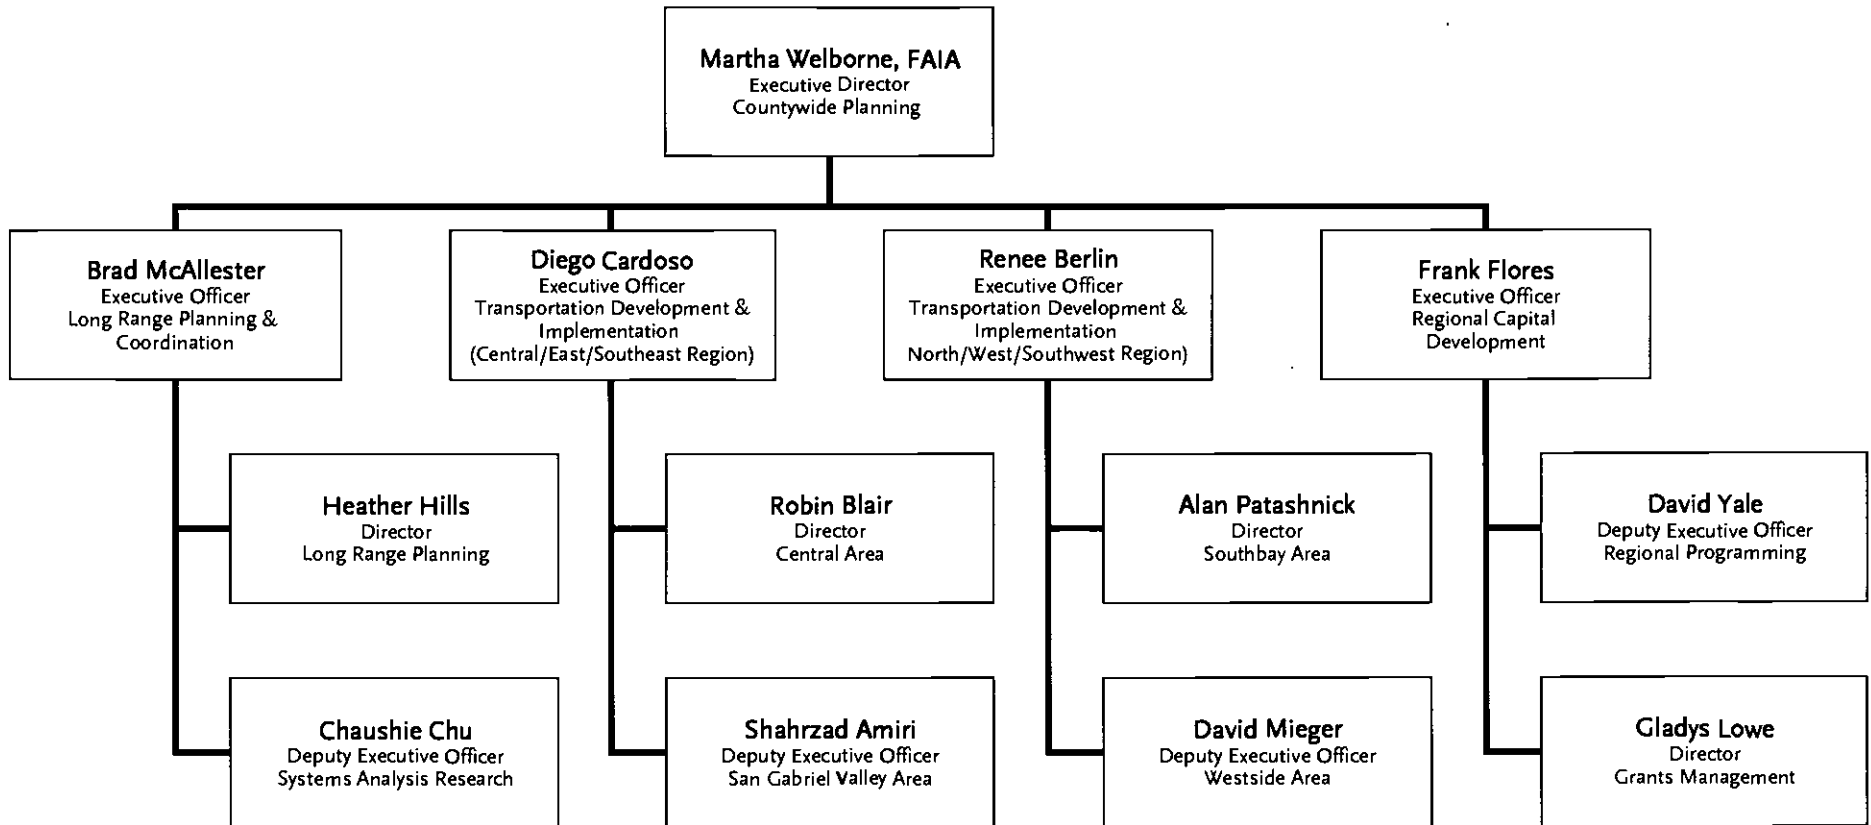 Martha Welborne, FAIA
Executive Director
Countywide Planning
Brad McAllester
Executive Officer
Long Range Planning &
Coordination
Diego Cardoso
Executive Officer
Transportation Development &
Implementation
(Central/East/Southeast Region)
Renee Berlin
Executive Officer
Transportation Development &
Implementation
North/West/Southwest Region)
Frank Flores
Executive Officer
Regional Capital
Development
Heather Hills
Director
Long Range Planning
Robin Blair
Director
Central Area
Alan Patashnick
Director
Southbay Area
David Yale
Deputy Executive Officer
Regional Programming
Chaushie Chu
Deputy Executive Officer
Systems Analysis Research
Shahrzad Amiri
Deputy Executive Officer
San Gabriel Valley Area
David Mieger
Deputy Executive Officer
Westside Area
Gladys Lowe
Director
Grants Management